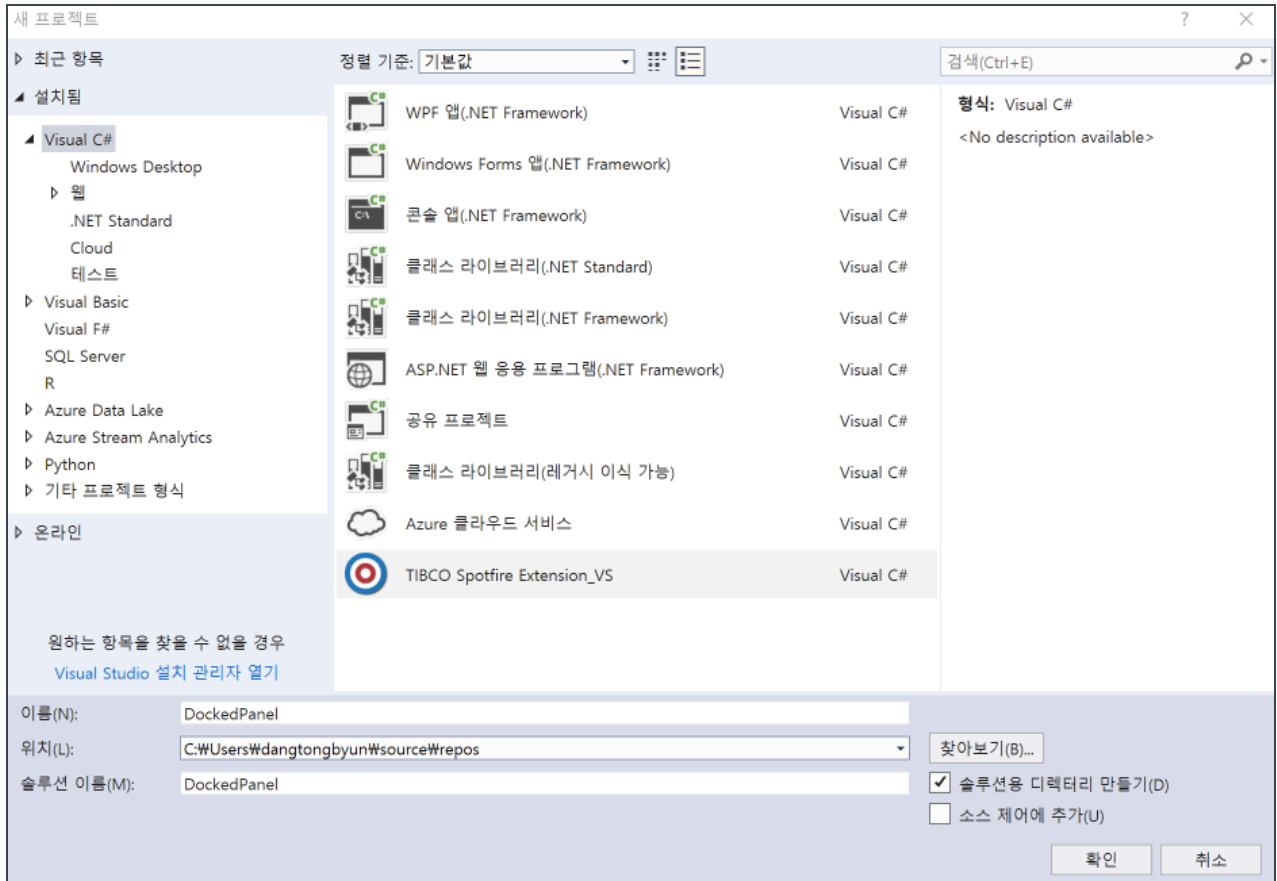 새 프로젝트
?
최근 항목
설치됨
Visual C#
Windows Desktop
웹
.NET Standard
Cloud
테스트
Visual Basic
Visual F#
SQL Server
R
Azure Data Lake
Azure Stream Analytics
Python
기타 프로젝트 형식
온라인
원하는 항목을 찾을 수 없을 경우
Visual Studio 설치 관리자 열기
정렬 기준: 기본값
WPF 앱(.NET Framework) Visual C#
Windows Forms 앱(.NET Framework) Visual C#
콘솔 앱(.NET Framework) Visual C#
클래스 라이브러리(.NET Standard) Visual C#
클래스 라이브러리(.NET Framework) Visual C#
ASP.NET 웹 응용 프로그램(.NET Framework) Visual C#
공유 프로젝트 Visual C#
클래스 라이브러리(레거시 이식 가능) Visual C#
Azure 클라우드 서비스 Visual C#
TIBCO Spotfire Extension_VS Visual C#
검색(Ctrl+E)
형식: Visual C#
<No description available>
이름(N): DockedPanel
위치(L): C:₩Users₩dangtongbyun₩source₩repos 찾아보기(B)...
솔루션 이름(M): DockedPanel
솔루션용 디렉터리 만들기(D)
소스 제어에 추가(U)
확인 취소